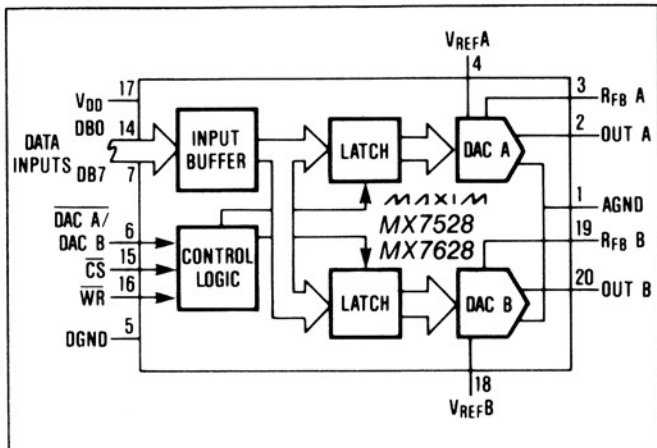 VREFA
4
3
RFB A
17
VDD
DB0
14
DATA
INPUTS
DB7
7
INPUT
BUFFER
LATCH
DAC A
2
OUT A
MAXIM
MX7528
MX7628
1
AGND
DAC A/
DAC B
6
CS
15
WR
16
CONTROL
LOGIC
19
RFB B
LATCH
DAC B
20
OUT B
DGND
5
18
VREFB